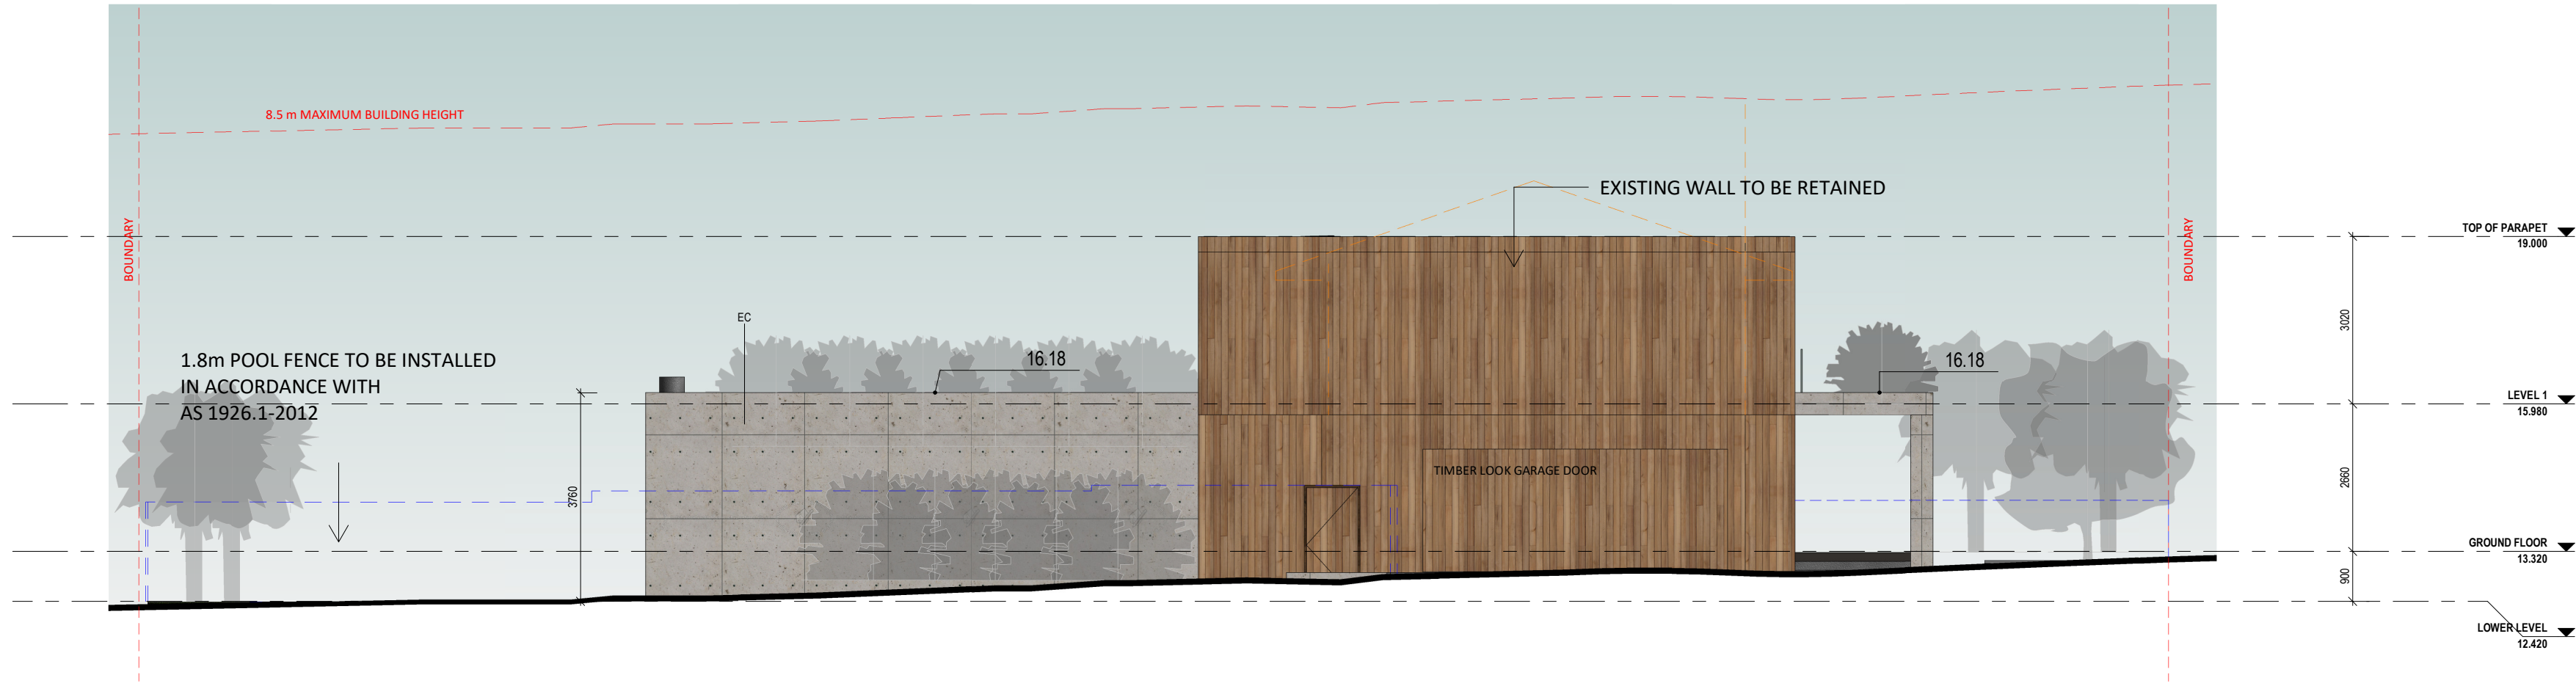 8.5 m MAXIMUM BUILDING HEIGHT
EXISTING WALL TO BE RETAINED
BOUNDARY
BOUNDARY
TOP OF PARAPET
19.000
3020
EC
1.8m POOL FENCE TO BE INSTALLED
IN ACCORDANCE WITH
AS 1926.1-2012
16.18
16.18
LEVEL 1
15.980
TIMBER LOOK GARAGE DOOR
3760
2660
GROUND FLOOR
13.320
900
LOWER LEVEL
12.420